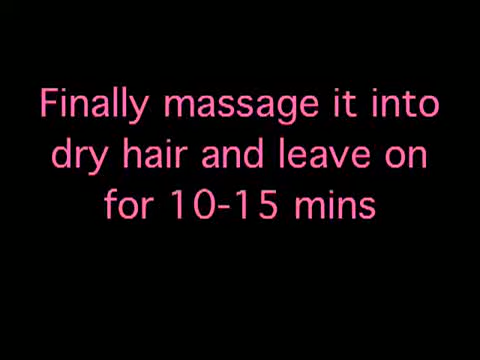 Finally massage it into
dry hair and leave on
for 10-15 mins